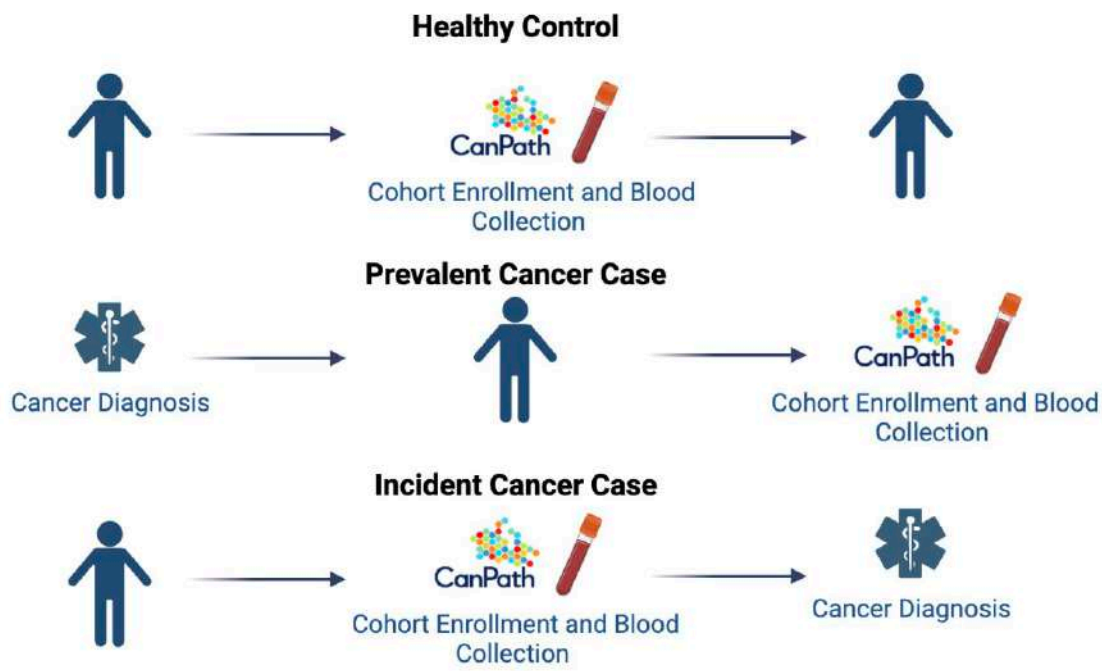 Healthy Control
CanPath
Cohort Enrollment and Blood
Collection
Prevalent Cancer Case
Cancer Diagnosis
CanPath
Cohort Enrollment and Blood
Collection
Incident Cancer Case
CanPath
Cohort Enrollment and Blood
Collection
Cancer Diagnosis